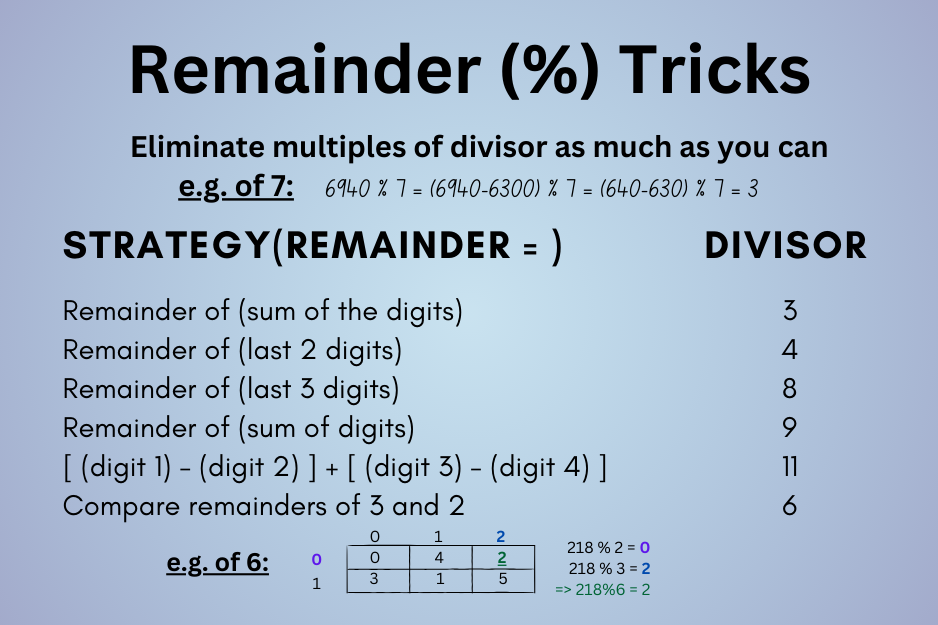 Remainder (%) Tricks
Eliminate multiples of divisor as much as you can
e.g. of 7: 6940 % 7 = (6940-6300) % 7 = (640-630) % 7 = 3
STRATEGY(REMAINDER = ) DIVISOR
Remainder of (sum of the digits) 3
Remainder of (last 2 digits) 4
Remainder of (last 3 digits) 8
Remainder of (sum of digits) 9
[ (digit 1) - (digit 2) ] + [ (digit 3) - (digit 4) ] 11
Compare remainders of 3 and 2 6
e.g. of 6:
0 1 2
0 0 4 2
1 3 1 5
218 % 2 = 0
218 % 3 = 2
=> 218%6 = 2